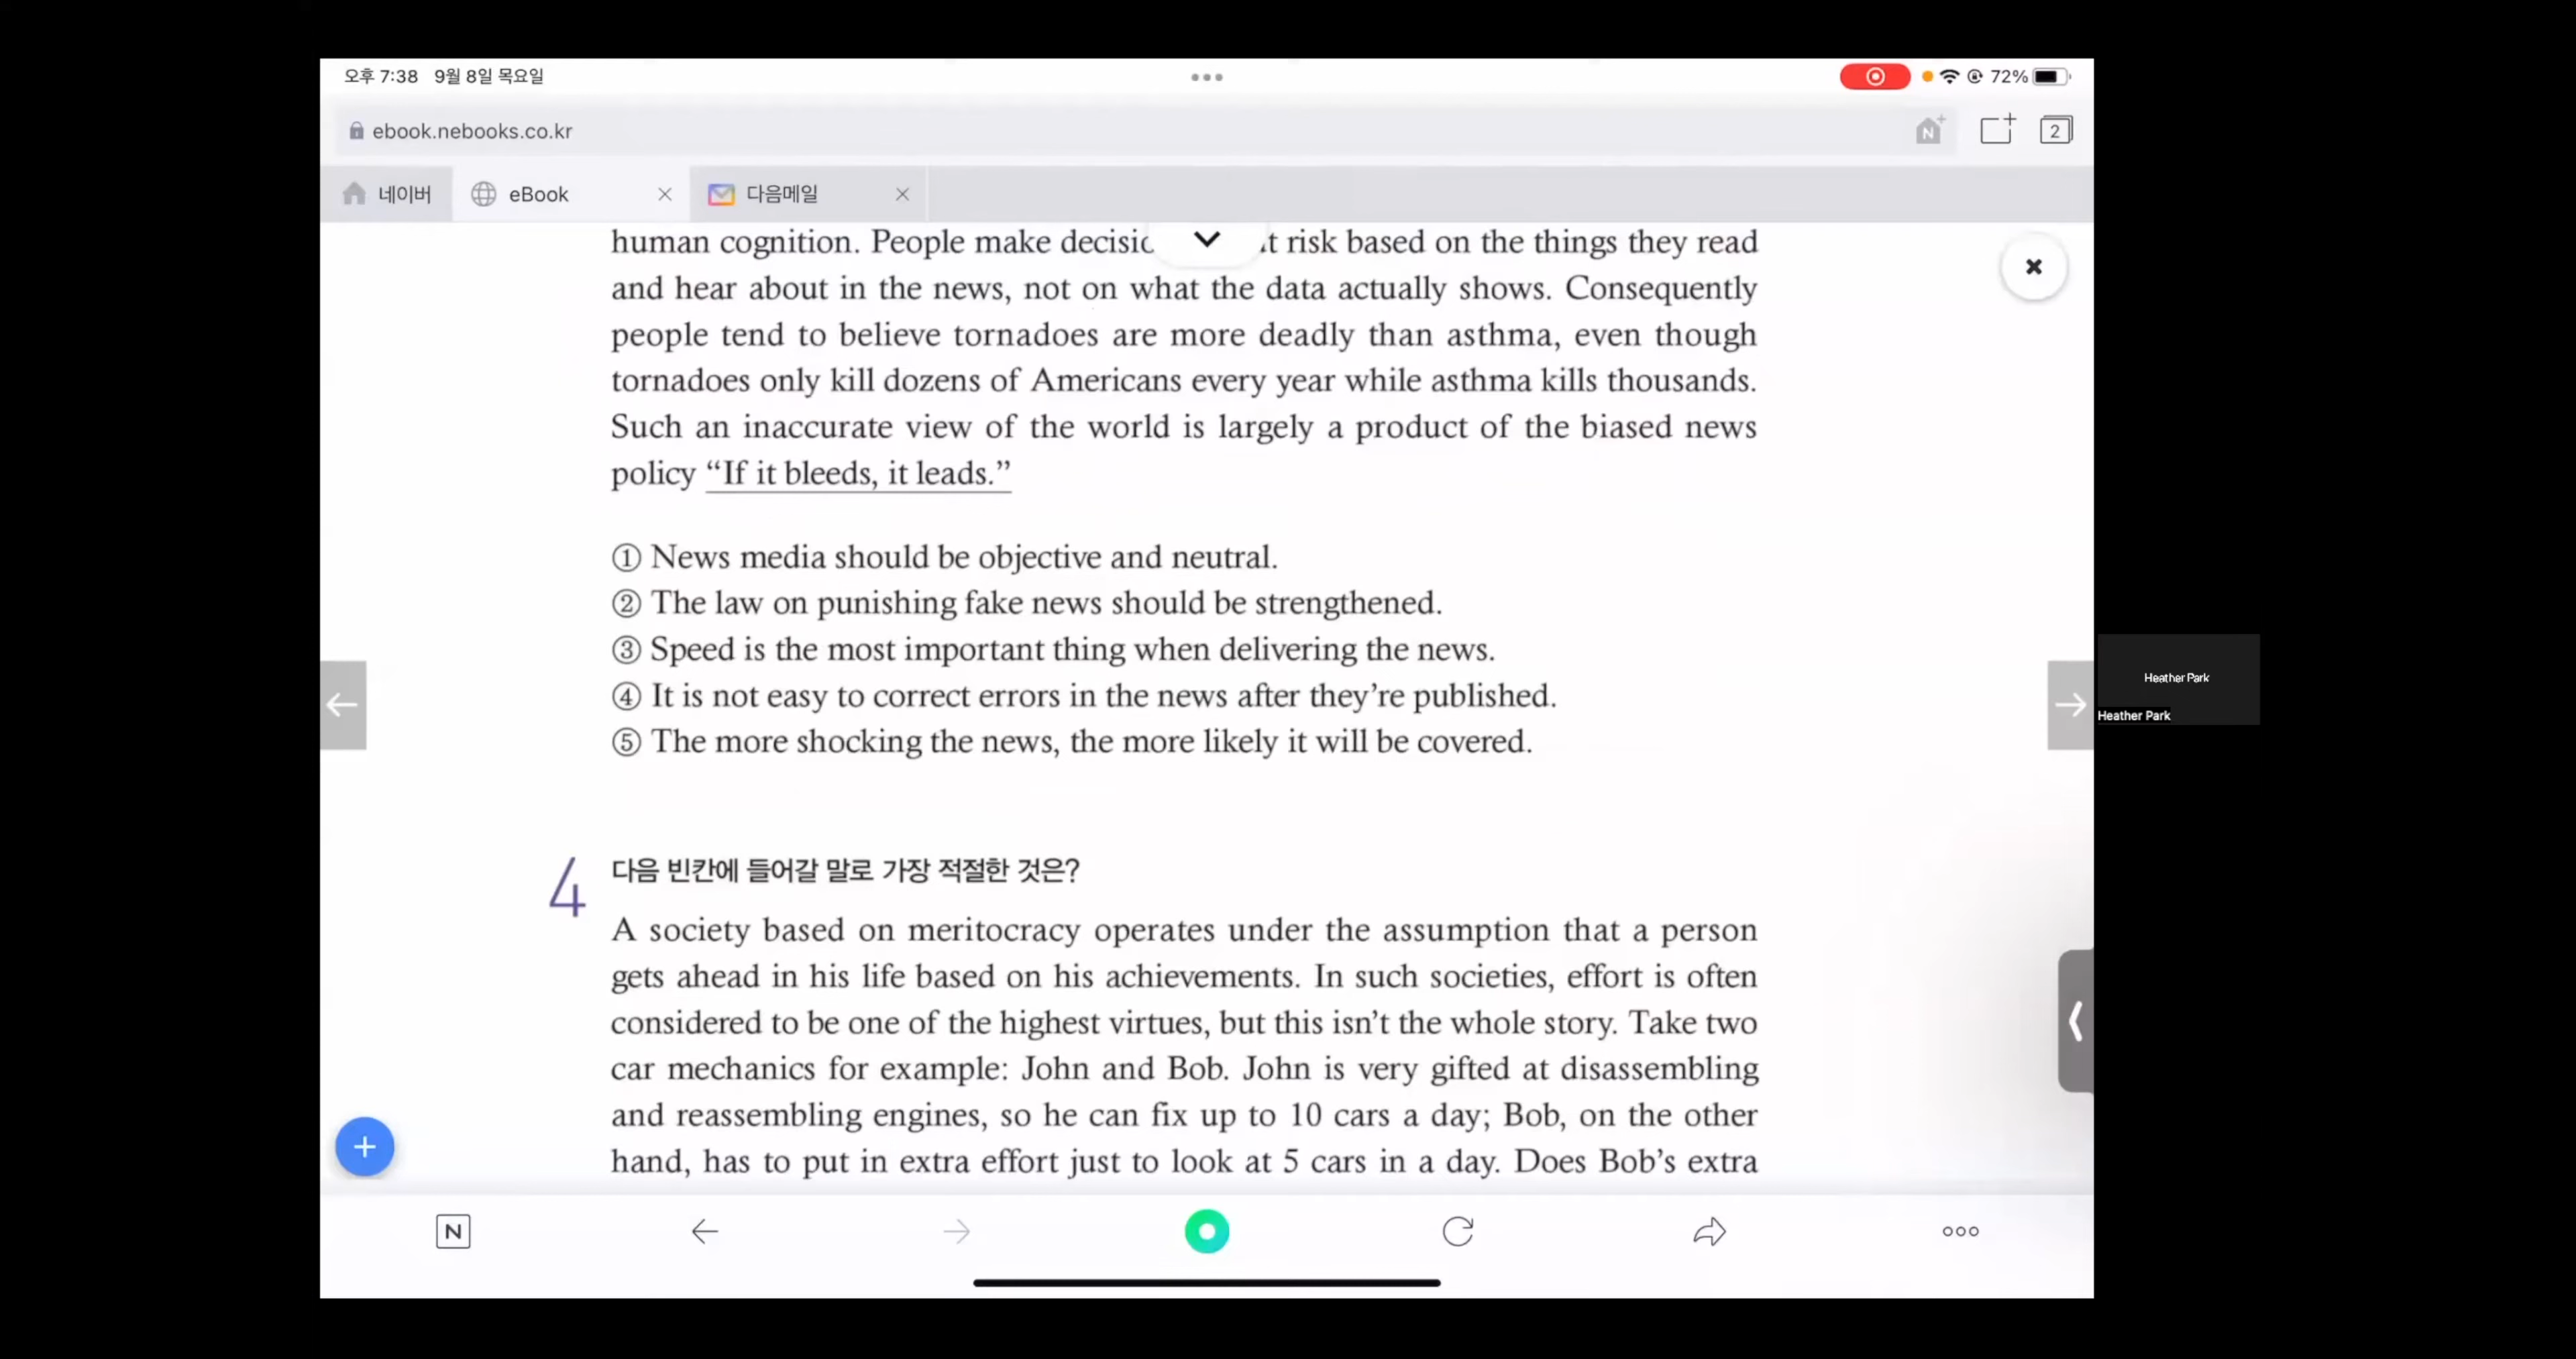 오후 7:38 9월 8일 목요일
72%
ebook.nebooks.co.kr
2
네이버 eBook 다음메일
human cognition. People make risk based on the things they read
and hear about in the news, not on what the data actually shows. Consequently
people tend to believe tornadoes are more deadly than asthma, even though
tornadoes only kill dozens of Americans every year while asthma kills thousands.
Such an inaccurate view of the world is largely a product of the biased news
policy “If it bleeds, it leads.”
① News media should be objective and neutral.
② The law on punishing fake news should be strengthened.
③ Speed is the most important thing when delivering the news.
④ It is not easy to correct errors in the news after they’re published.
⑤ The more shocking the news, the more likely it will be covered.
Heather Park
Heather Park
4 다음 빈칸에 들어갈 말로 가장 적절한 것은?
A society based on meritocracy operates under the assumption that a person
gets ahead in his life based on his achievements. In such societies, effort is often
considered to be one of the highest virtues, but this isn’t the whole story. Take two
car mechanics for example: John and Bob. John is very gifted at disassembling
and reassembling engines, so he can fix up to 10 cars a day; Bob, on the other
hand, has to put in extra effort just to look at 5 cars in a day. Does Bob’s extra
N